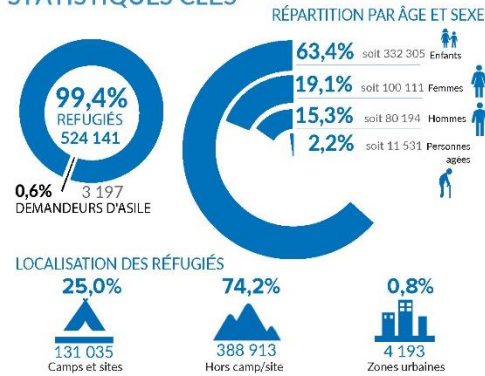 STATISTIQUES CLÉS
RÉPARTITION PAR ÂGE ET SEXE
99,4%
REFUGIÉS
524 141
0,6% 3 197
DEMANDEURS D'ASILE
63,4% soit 332 305 Enfants
19,1% soit 100 111 Femmes
15,3% soit 80 194 Hommes
2,2% soit 11 531 Personnes
agées
LOCALISATION DES RÉFUGIÉS
25,0%
131 035
Camps et sites
74,2%
388 913
Hors camp/site
0,8%
4 193
Zones urbaines